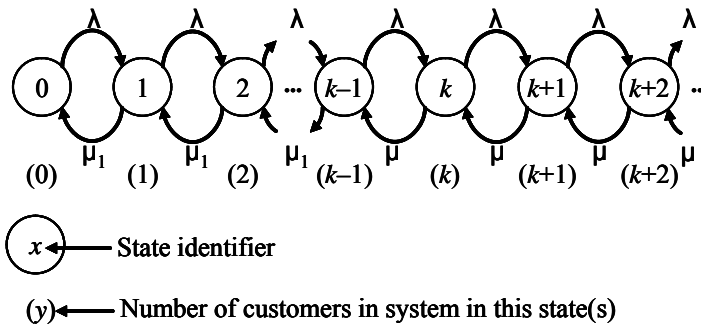 λ λ λ λ λ λ λ
0 1 2 ... k–1 k k+1 k+2 ..
μ₁ μ₁ μ₁ μ μ μ μ
(0) (1) (2) (k–1) (k) (k+1) (k+2)
x State identifier
(y) Number of customers in system in this state(s)